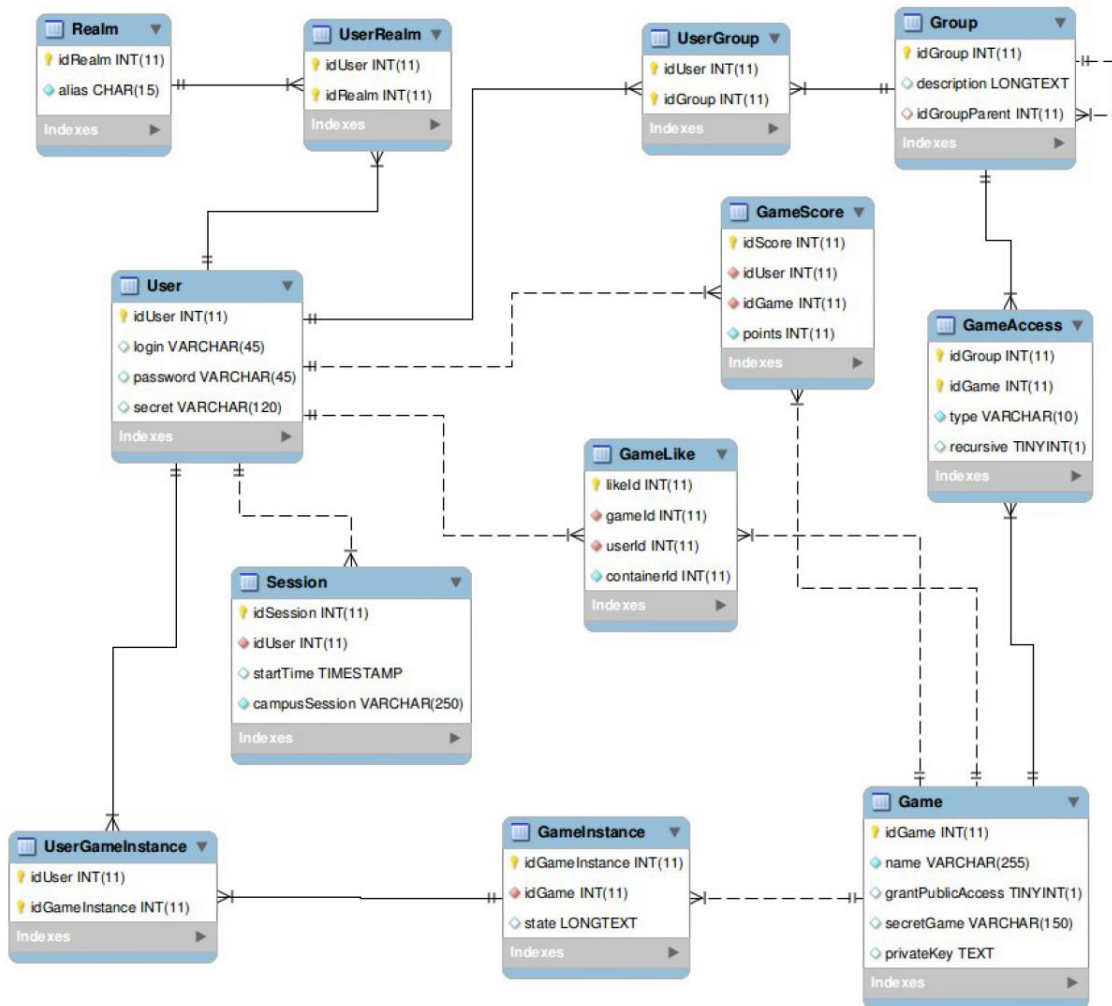 Realm
idRealm INT(11)
alias CHAR(15)
Indexes
UserRealm
idUser INT(11)
idRealm INT(11)
Indexes
UserGroup
idUser INT(11)
idGroup INT(11)
Indexes
Group
idGroup INT(11)
description LONGTEXT
idGroupParent INT(11)
Indexes
User
idUser INT(11)
login VARCHAR(45)
password VARCHAR(45)
secret VARCHAR(120)
Indexes
GameScore
idScore INT(11)
idUser INT(11)
idGame INT(11)
points INT(11)
Indexes
GameAccess
idGroup INT(11)
idGame INT(11)
type VARCHAR(10)
recursive TINYINT(1)
Indexes
GameLike
likeId INT(11)
gameId INT(11)
userId INT(11)
containerId INT(11)
Indexes
Session
idSession INT(11)
idUser INT(11)
startTime TIMESTAMP
campusSession VARCHAR(250)
Indexes
UserGameInstance
idUser INT(11)
idGameInstance INT(11)
Indexes
GameInstance
idGameInstance INT(11)
idGame INT(11)
state LONGTEXT
Indexes
Game
idGame INT(11)
name VARCHAR(255)
grantPublicAccess TINYINT(1)
secretGame VARCHAR(150)
privateKey TEXT
Indexes